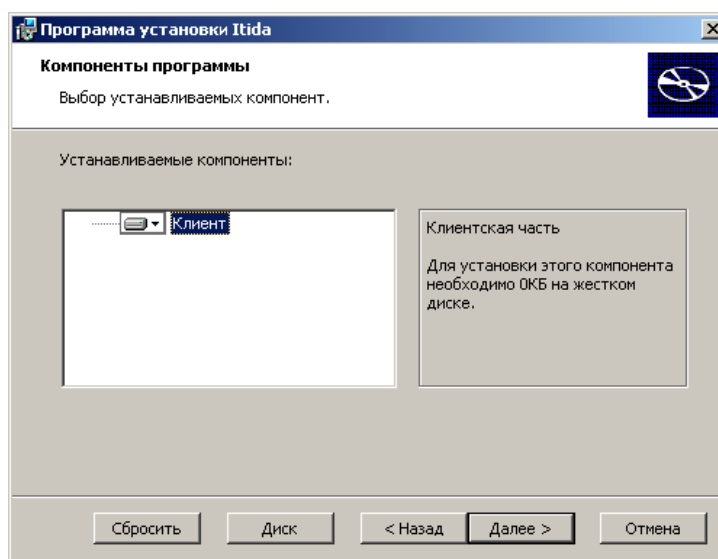 Программа установки Itida
Компоненты программы
Выбор устанавливаемых компонент.
Устанавливаемые компоненты:
Клиент
Клиентская часть
Для установки этого компонента
необходимо 0КБ на жестком
диске.
Сбросить
Диск
< Назад
Далее >
Отмена